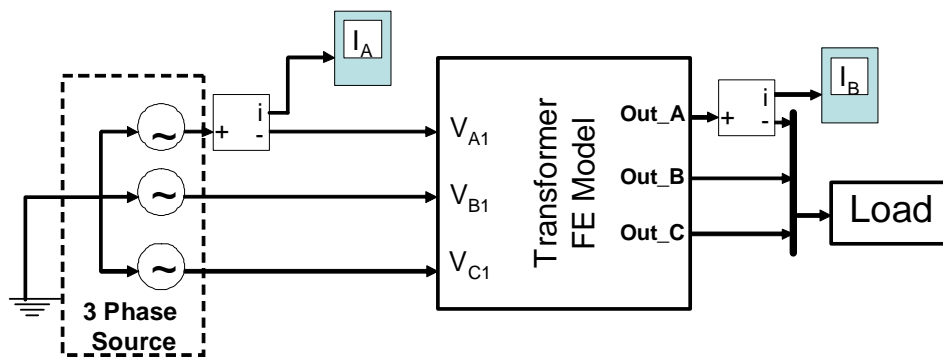 I_A
I_B
i
+
-
i
+
-
~
~
~
V_A1
V_B1
V_C1
Transformer
FE Model
Out_A
Out_B
Out_C
Load
3 Phase
Source